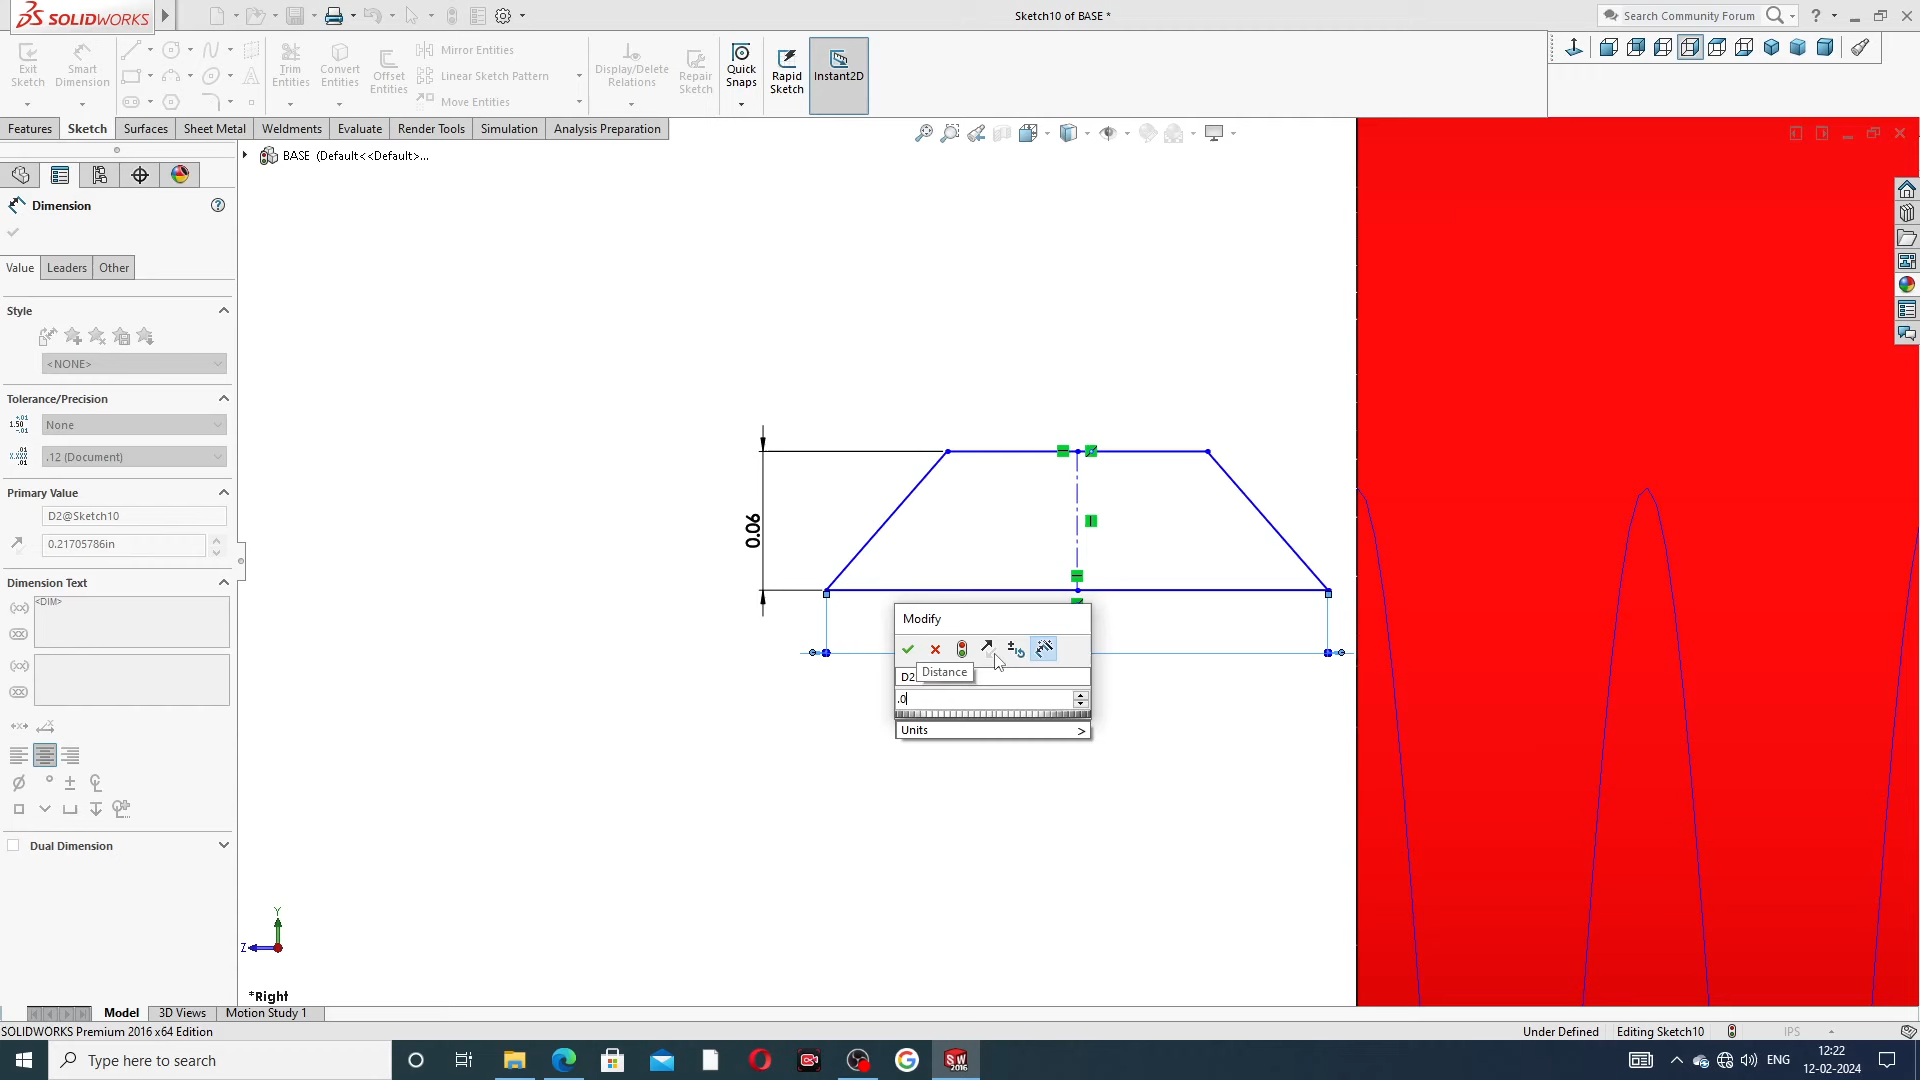 SOLIDWORKS
Sketch10 of BASE *
Search Community Forum
Exit Sketch
Smart Dimension
Trim Entities
Convert Entities
Offset Entities
Mirror Entities
Linear Sketch Pattern
Move Entities
Display/Delete Relations
Repair Sketch
Quick Snaps
Rapid Sketch
Instant2D
Features
Sketch
Surfaces
Sheet Metal
Weldments
Evaluate
Render Tools
Simulation
Analysis Preparation
BASE (Default<<Default>...
Dimension
Value
Leaders
Other
Style
<NONE>
Tolerance/Precision
None
.12 (Document)
Primary Value
D2@Sketch10
0.21705786in
Dimension Text
<DIM>
Dual Dimension
0.06
Modify
Distance
D2
.0
Units
>
Y
Z
*Right
Model
3D Views
Motion Study 1
SOLIDWORKS Premium 2016 x64 Edition
Under Defined
Editing Sketch10
IPS
Type here to search
ENG
12:22
12-02-2024